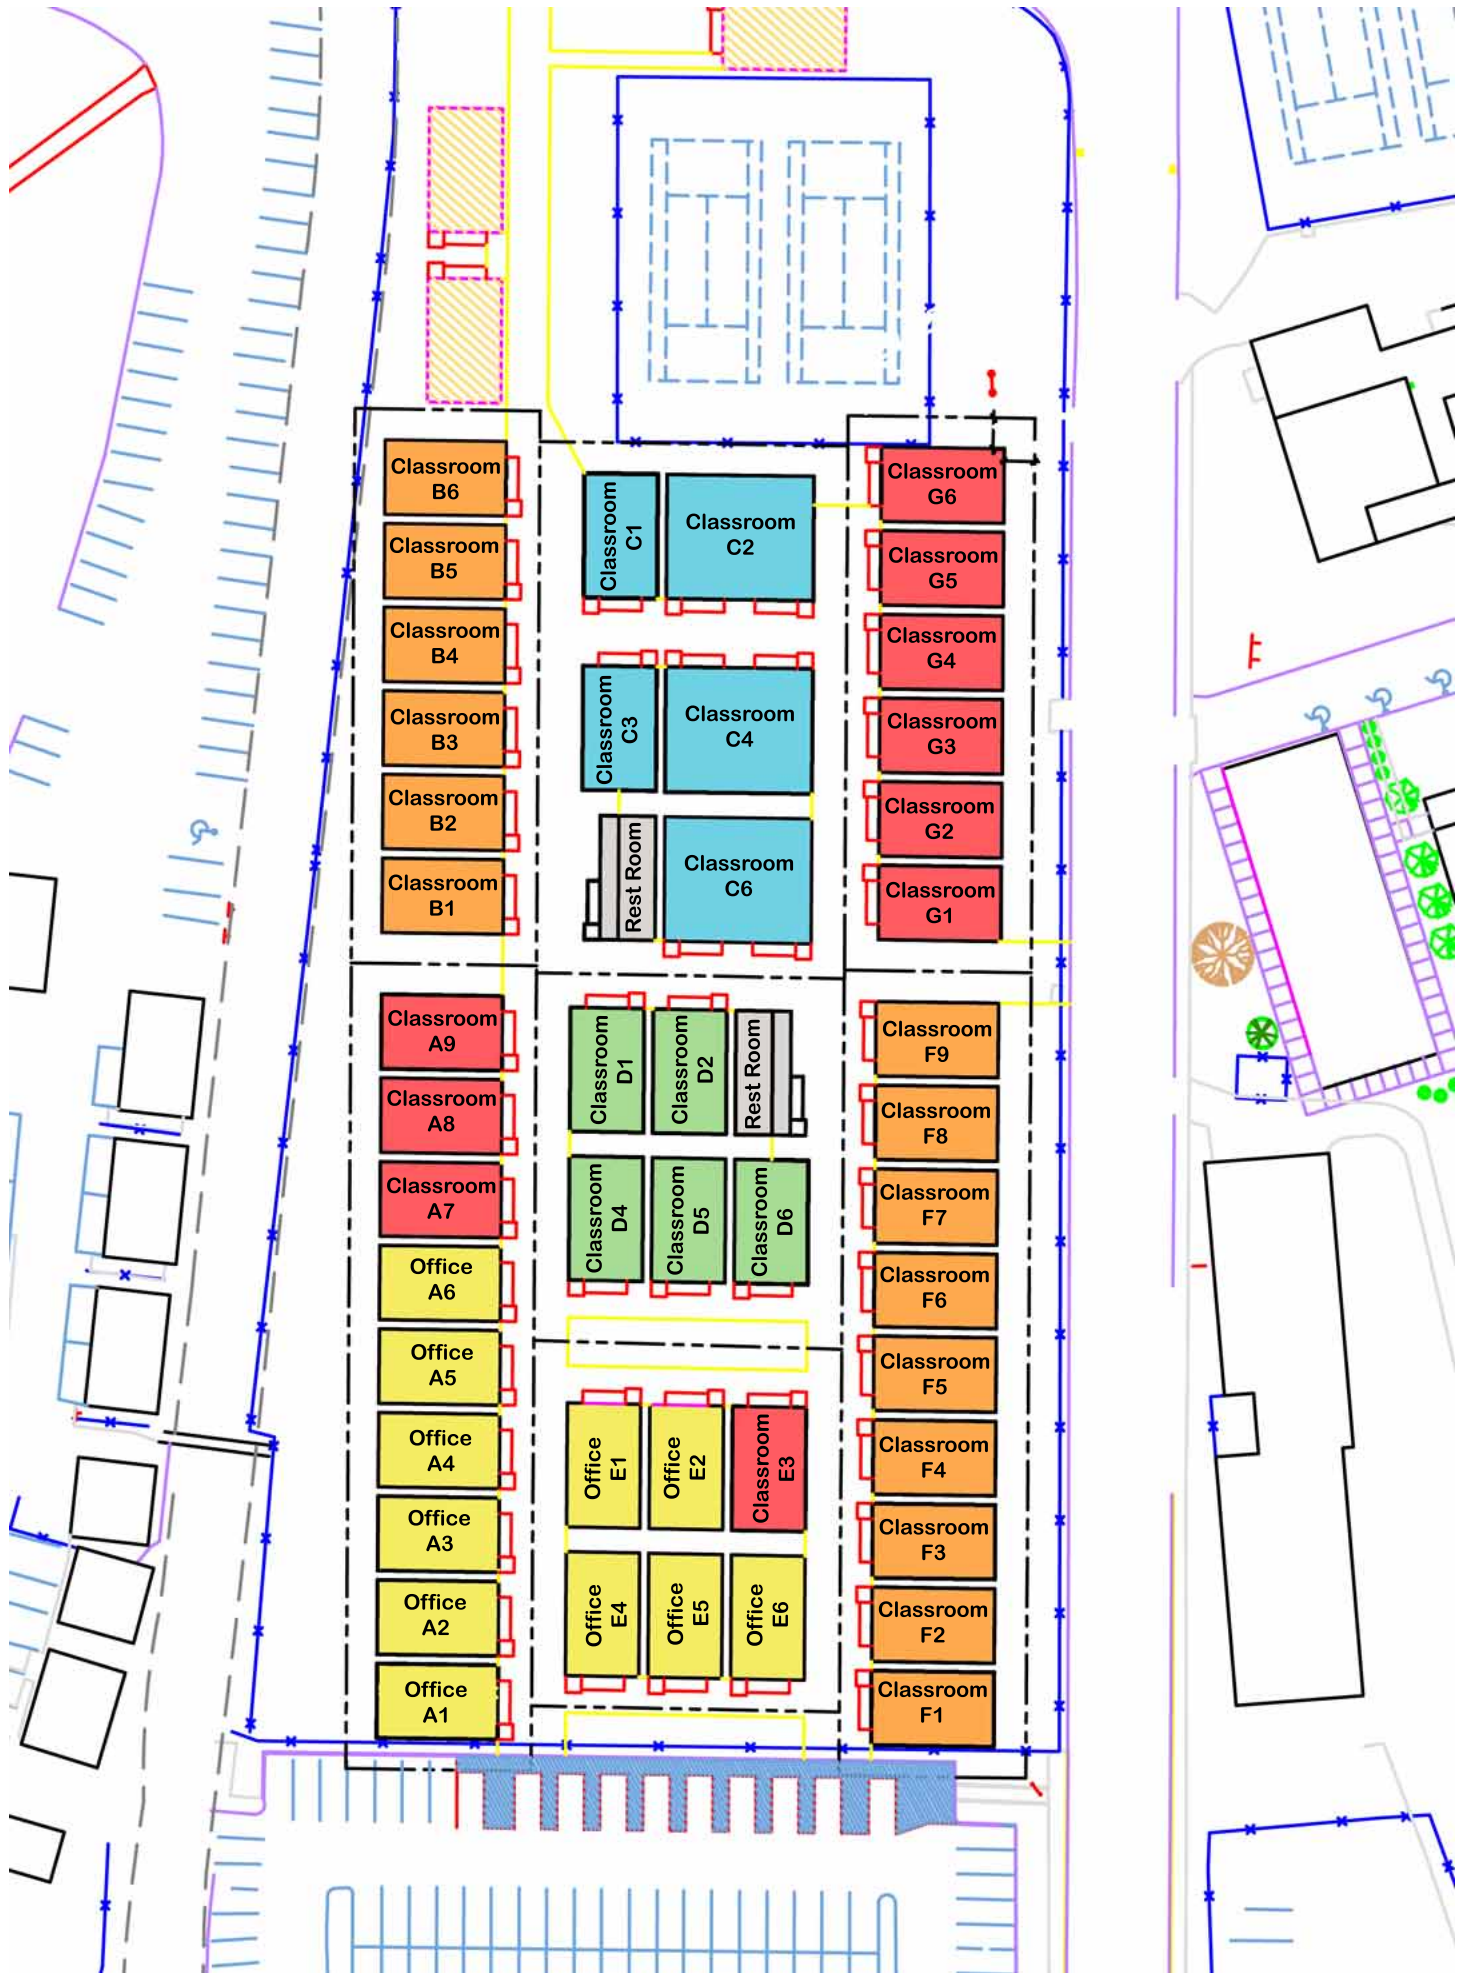 Classroom
B6
Classroom
B5
Classroom
B4
Classroom
B3
Classroom
B2
Classroom
B1
Classroom
C1
Classroom
C2
Classroom
C3
Classroom
C4
Rest Room
Classroom
C6
Classroom
G6
Classroom
G5
Classroom
G4
Classroom
G3
Classroom
G2
Classroom
G1
Classroom
A9
Classroom
A8
Classroom
A7
Office
A6
Office
A5
Office
A4
Office
A3
Office
A2
Office
A1
Classroom
D1
Classroom
D2
Rest Room
Classroom
D4
Classroom
D5
Classroom
D6
Office
E1
Office
E2
Classroom
E3
Office
E4
Office
E5
Office
E6
Classroom
F9
Classroom
F8
Classroom
F7
Classroom
F6
Classroom
F5
Classroom
F4
Classroom
F3
Classroom
F2
Classroom
F1